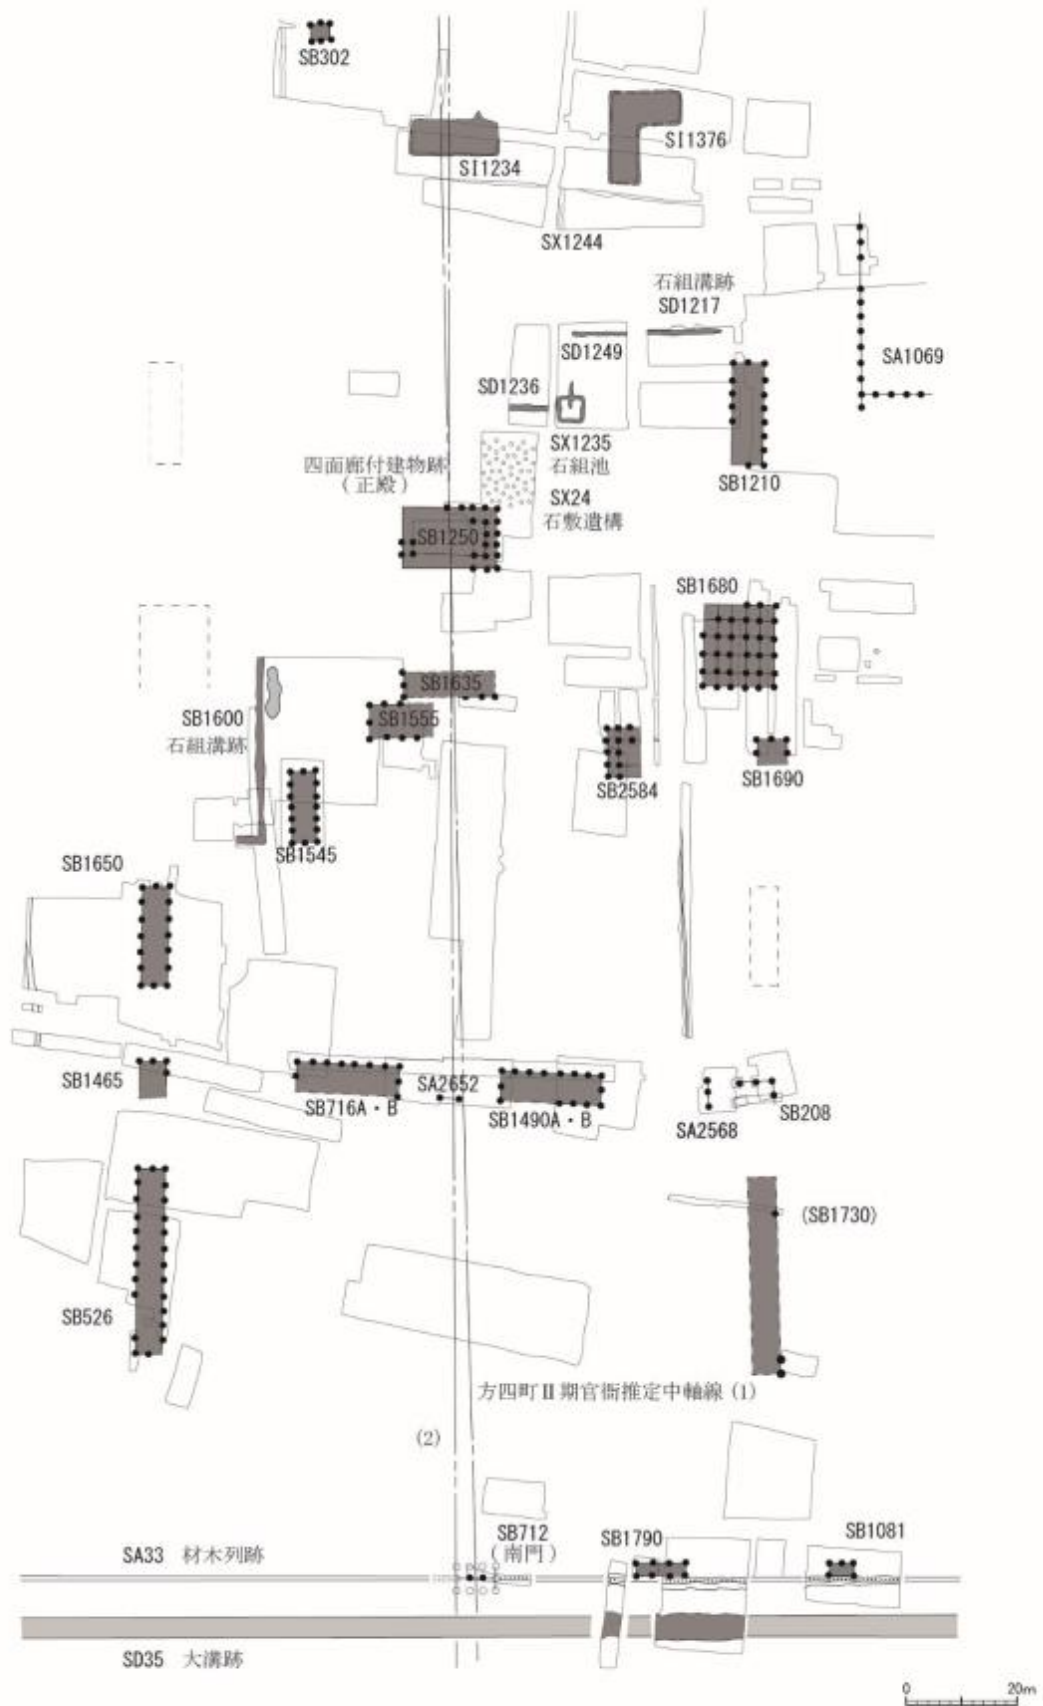 SB302
SI1234
SI1376
SX1244
石組溝跡
SD1217
SD1249
SA1069
SD1236
SX1235
石組池
SB1210
四面廊付建物跡
（正殿）
SX24
石敷遺構
SB1250
SB1680
SB1635
SB1555
SB1600
石組溝跡
SB2584
SB1690
SB1545
SB1650
SB1465
SB716A・B
SA2652
SB1490A・B
SA2568
SB208
(SB1730)
SB526
方四町Ⅱ期官衙推定中軸線(1)
(2)
SB712
（南門）
SB1790
SB1081
SA33 材木列跡
SD35 大溝跡
0 20m